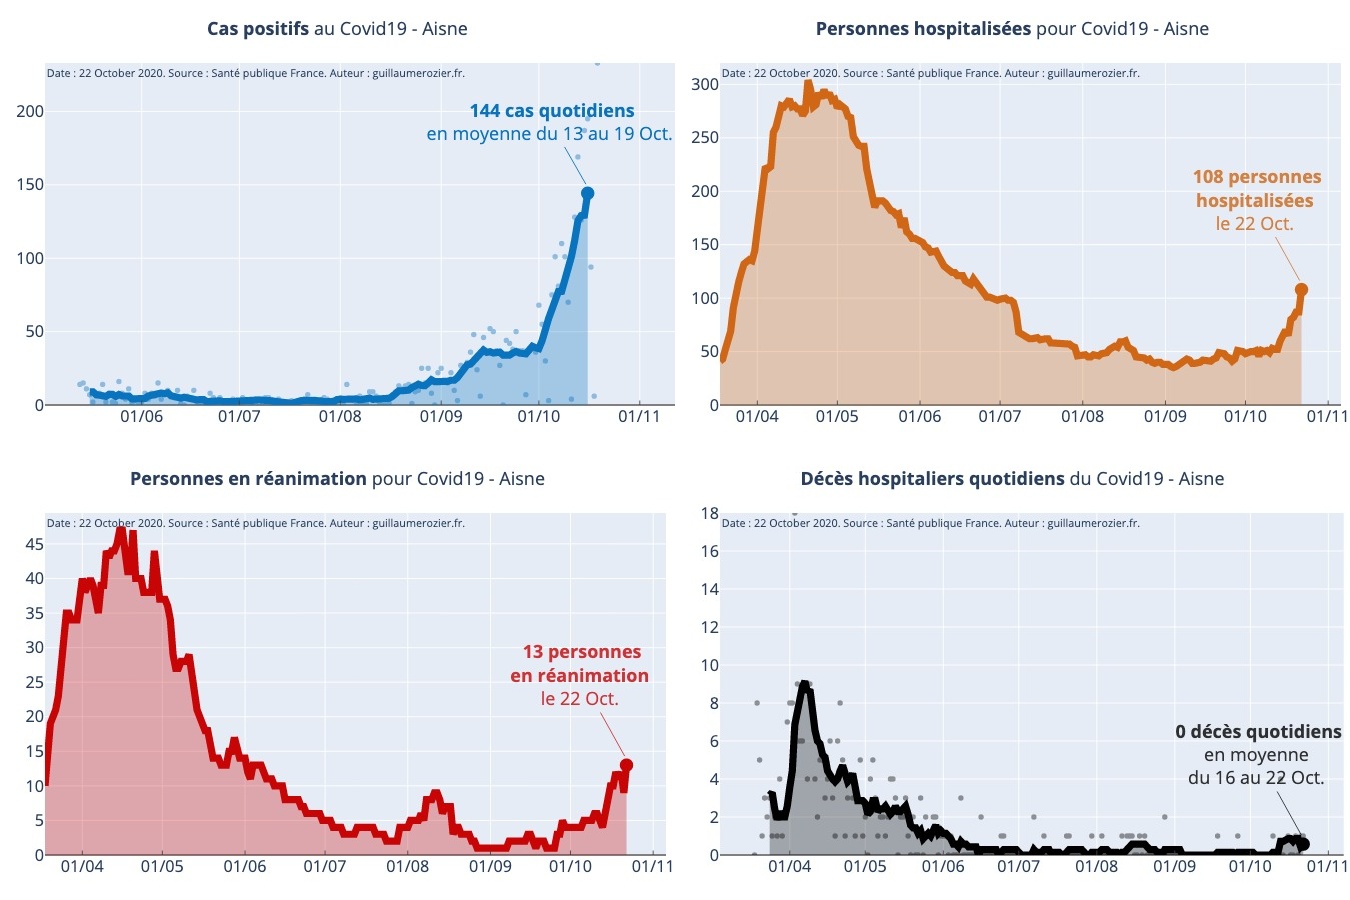 Cas positifs au Covid19 - Aisne
Date : 22 October 2020. Source : Santé publique France. Auteur : guillaumerozier.fr.
144 cas quotidiens
en moyenne du 13 au 19 Oct.
200
150
100
50
0
01/06 01/07 01/08 01/09 01/10 01/11
Personnes hospitalisées pour Covid19 - Aisne
Date : 22 October 2020. Source : Santé publique France. Auteur : guillaumerozier.fr.
108 personnes
hospitalisées
le 22 Oct.
300
250
200
150
100
50
0
01/04 01/05 01/06 01/07 01/08 01/09 01/10 01/11
Personnes en réanimation pour Covid19 - Aisne
Date : 22 October 2020. Source : Santé publique France. Auteur : guillaumerozier.fr.
13 personnes
en réanimation
le 22 Oct.
45
40
35
30
25
20
15
10
5
0
01/04 01/05 01/06 01/07 01/08 01/09 01/10 01/11
Décès hospitaliers quotidiens du Covid19 - Aisne
Date : 22 October 2020. Source : Santé publique France. Auteur : guillaumerozier.fr.
0 décès quotidiens
en moyenne
du 16 au 22 Oct.
18
16
14
12
10
8
6
4
2
0
01/04 01/05 01/06 01/07 01/08 01/09 01/10 01/11